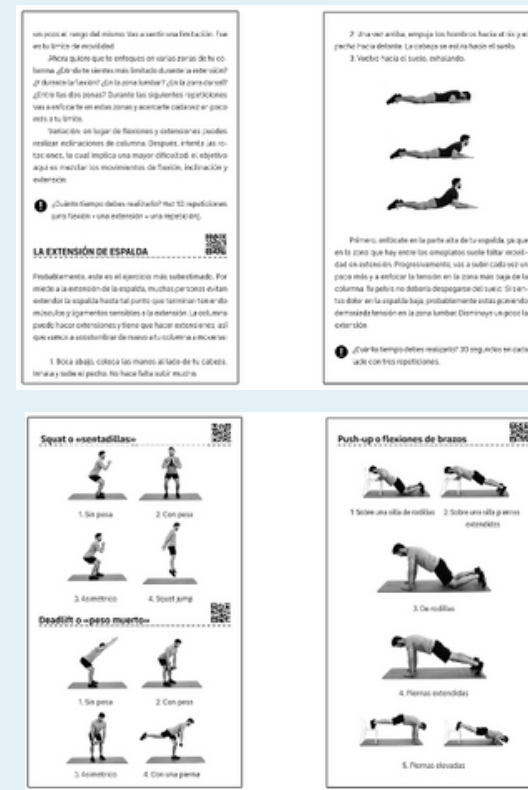 un poco el rango del mismo. Vas a sentir una limitación. Ese
es tu límite de movilidad.
Ahora quiero que te enfoques en varias zonas de tu co-
lumna. ¿Dónde te sientes más limitado durante la extensión?
¿Y durante la flexión? ¿En la zona lumbar? ¿En la zona dorsal?
¿Entre las dos zonas? Durante las siguientes repeticiones
vas a enfocarte en estas zonas y acercarte cada vez un poco
más a tu límite.
Variación: en lugar de flexiones y extensiones puedes
realizar inclinaciones de columna. Después, intenta las ro-
taciones, lo cual implica una mayor dificultad: el objetivo
aquí es mezclar los movimientos de flexión, inclinación y
extensión.
¿Cuánto tiempo debes realizarlo? Haz 10 repeticiones
(una flexión + una extensión = una repetición).
LA EXTENSIÓN DE ESPALDA
Probablemente, este es el ejercicio más subestimado. Por
miedo a la extensión de la espalda, muchas personas evitan
extender la espalda hasta tal punto que terminan teniendo
músculos y ligamentos sensibles a la extensión. La columna
puede hacer extensiones y tiene que hacer extensiones, así
que vamos a acostumbrar de nuevo a tu columna a moverse:
1. Boca abajo, coloca las manos al lado de tu cabeza.
Inhala y sube el pecho. No hace falta subir mucho.
2. Una vez arriba, empuja los hombros hacia atrás y el
pecho hacia delante. La cabeza se estira hacia el
3. Vuelve hacia el suelo, exhalando.
Primero, enfócate en la parte alta de tu espalda, ya que
en la zona que hay entre los omoplatos suele faltar movili-
dad en extensión. Progresivamente, vas a subir cada vez un
poco más y a enfocar la tensión en la zona más baja de la
columna. Tu pelvis no debería despegarse del suelo. Si sien-
tes dolor en la espalda baja, probablemente estás poniendo
demasiada tensión en la zona lumbar. Disminuye un poco la
extensión.
¿Cuánto tiempo debes realizarlo? 30 segundos en cada
lado con tres repeticiones.
Squat o «sentadillas»
1. Sin pesa
2. Con pesa
3. Asimétrico
4. Squat jump
Deadlift o «peso muerto»
1. Sin pesa
2. Con pesa
3. Asimétrico
4. Con una pierna
Push-up o flexiones de brazos
1. Sobre una silla de rodillas
2. Sobre una silla piernas
extendidas
3. De rodillas
4. Piernas extendidas
5. Piernas elevadas